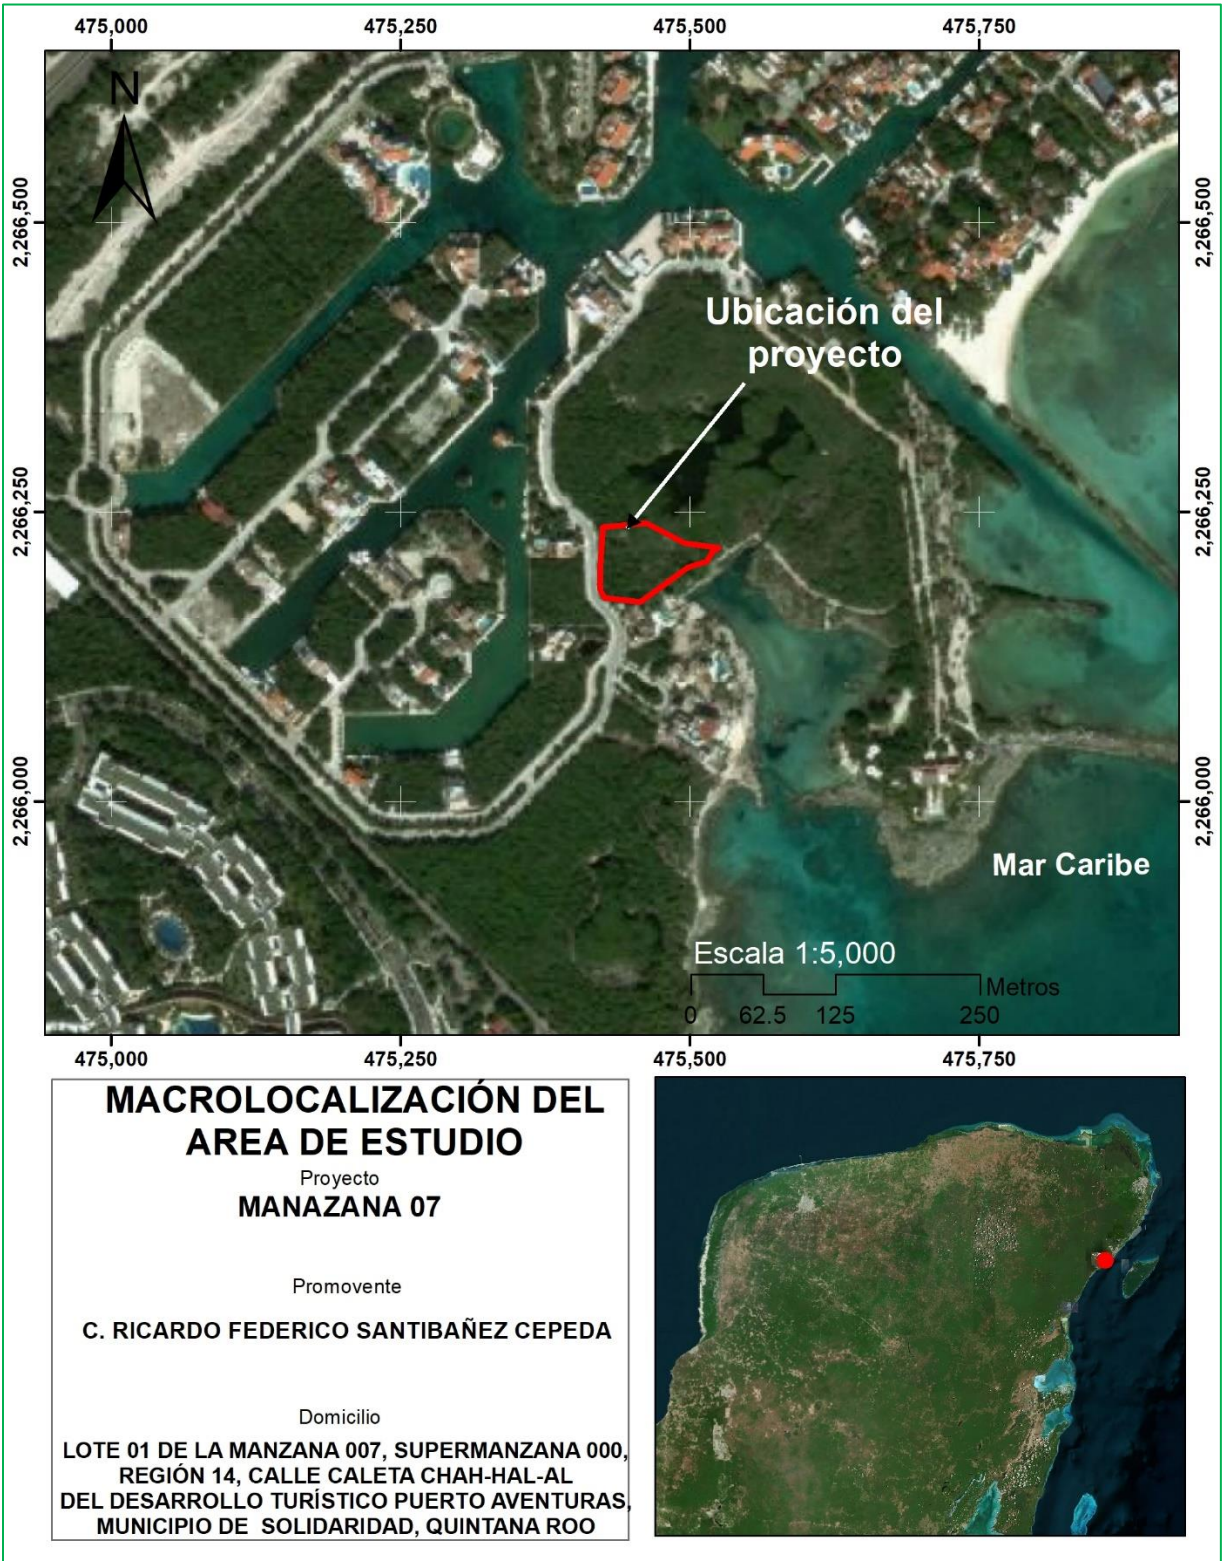 475,000
475,250
475,500
475,750
N
2,266,500
2,266,500
Ubicación del
proyecto
2,266,250
2,266,250
2,266,000
2,266,000
Mar Caribe
Escala 1:5,000
Metros
0
62.5
125
250
475,000
475,250
475,500
475,750
MACROLOCALIZACIÓN DEL
AREA DE ESTUDIO
Proyecto
MANAZANA 07
Promovente
C. RICARDO FEDERICO SANTIBAÑEZ CEPEDA
Domicilio
LOTE 01 DE LA MANZANA 007, SUPERMANZANA 000,
REGIÓN 14, CALLE CALETA CHAH-HAL-AL
DEL DESARROLLO TURÍSTICO PUERTO AVENTURAS,
MUNICIPIO DE SOLIDARIDAD, QUINTANA ROO